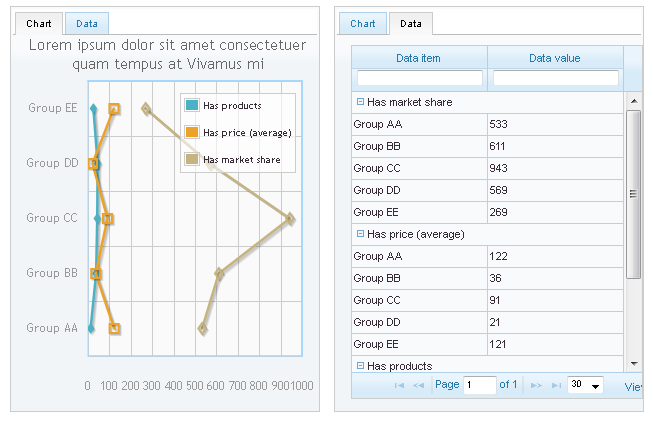 Chart Data
Lorem ipsum dolor sit amet consectetuer
quam tempus at Vivamus mi
Has products
Has price (average)
Has market share
Group EE
Group DD
Group CC
Group BB
Group AA
0 100 200 300 400 500 600 700 800 900 1000
Chart Data
Data item Data value
Has market share
Group AA 533
Group BB 611
Group CC 943
Group DD 569
Group EE 269
Has price (average)
Group AA 122
Group BB 36
Group CC 91
Group DD 21
Group EE 121
Has products
Page 1 of 1 30 Vie